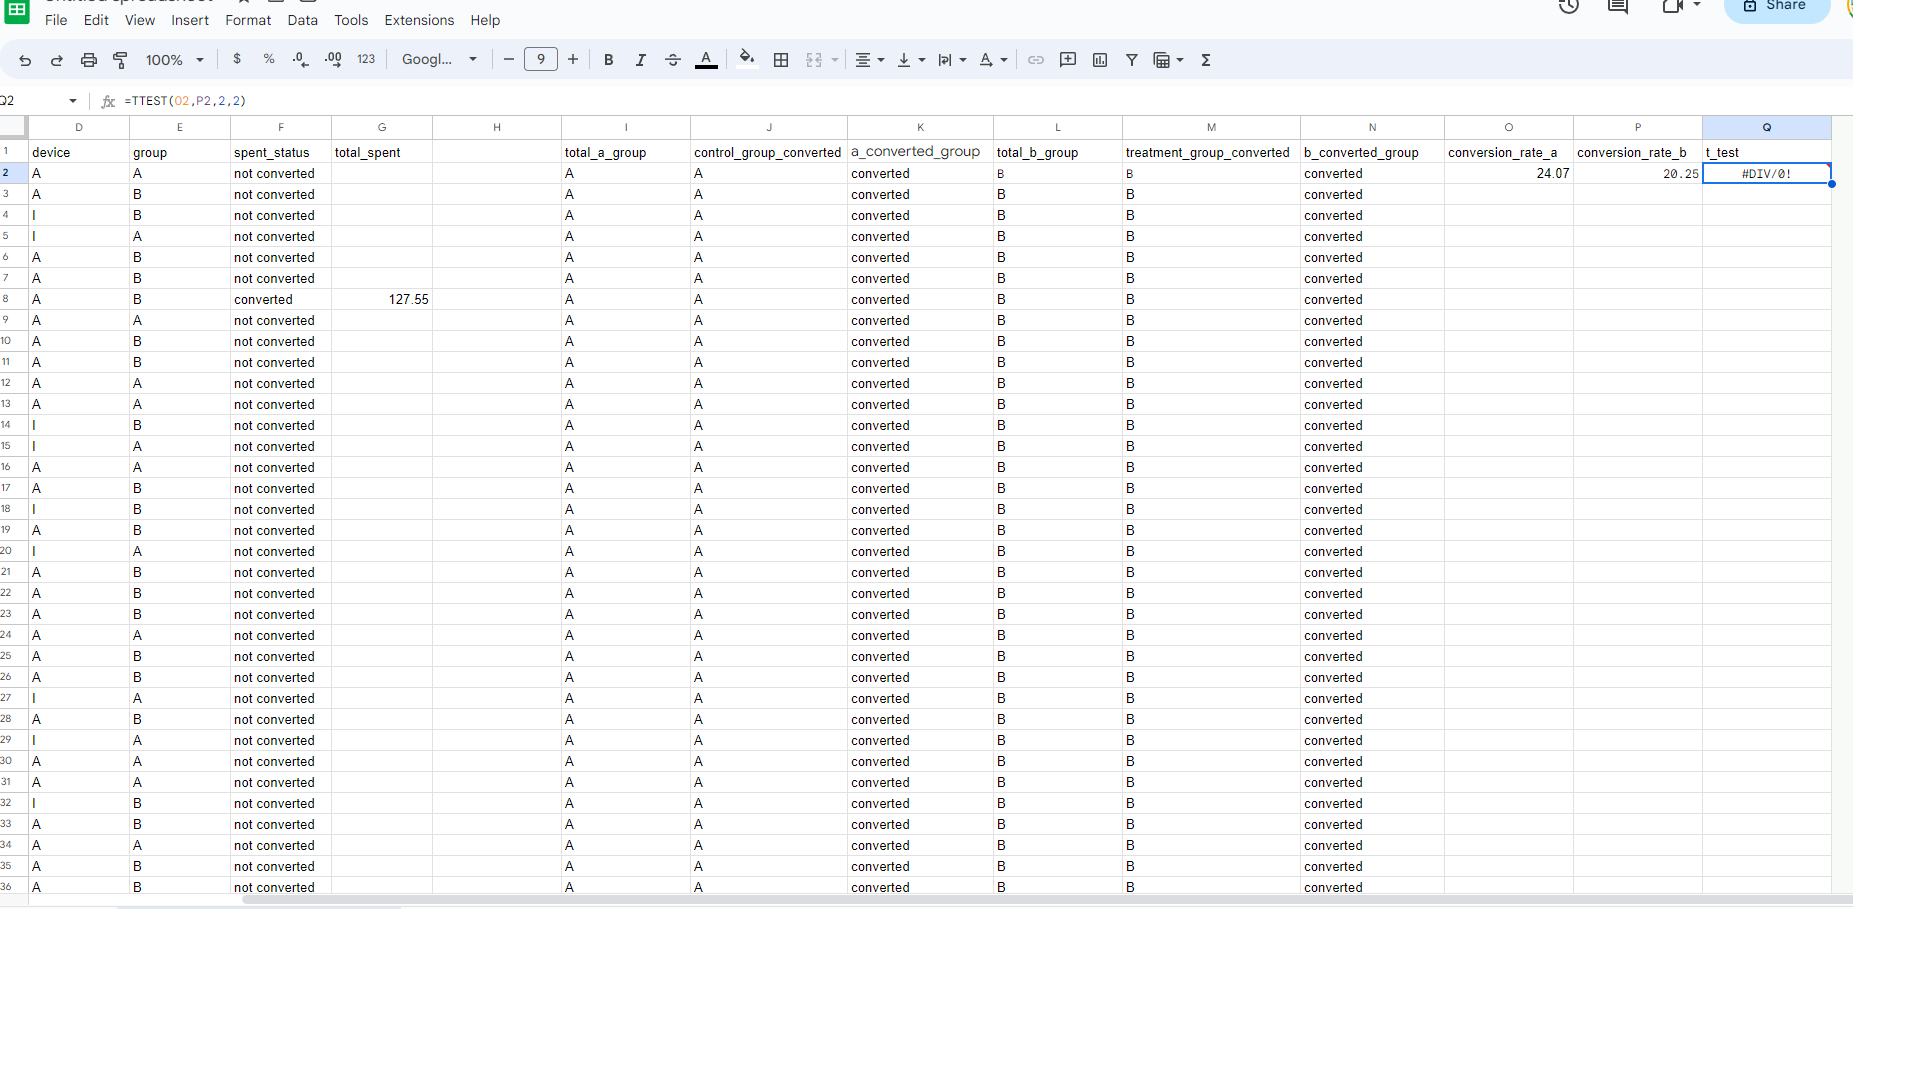 File Edit View Insert Format Data Tools Extensions Help
Share
100% $ % .0 .00 123 Googl... − 9 + B I A
Q2 fx =TTEST(O2,P2,2,2)
D E F G H I J K L M N O P Q
1 device group spent_status total_spent total_a_group control_group_converted a_converted_group total_b_group treatment_group_converted b_converted_group conversion_rate_a conversion_rate_b t_test
2 A A not converted A A converted B B converted 24.07 20.25 #DIV/0!
3 A B not converted A A converted B B converted
4 I B not converted A A converted B B converted
5 I A not converted A A converted B B converted
6 A B not converted A A converted B B converted
7 A B not converted A A converted B B converted
8 A B converted 127.55 A A converted B B converted
9 A A not converted A A converted B B converted
10 A B not converted A A converted B B converted
11 A B not converted A A converted B B converted
12 A A not converted A A converted B B converted
13 A A not converted A A converted B B converted
14 I B not converted A A converted B B converted
15 I A not converted A A converted B B converted
16 A A not converted A A converted B B converted
17 A B not converted A A converted B B converted
18 I B not converted A A converted B B converted
19 A B not converted A A converted B B converted
20 I A not converted A A converted B B converted
21 A B not converted A A converted B B converted
22 A B not converted A A converted B B converted
23 A B not converted A A converted B B converted
24 A A not converted A A converted B B converted
25 A B not converted A A converted B B converted
26 A B not converted A A converted B B converted
27 I A not converted A A converted B B converted
28 A B not converted A A converted B B converted
29 I A not converted A A converted B B converted
30 A A not converted A A converted B B converted
31 A A not converted A A converted B B converted
32 I B not converted A A converted B B converted
33 A B not converted A A converted B B converted
34 A A not converted A A converted B B converted
35 A B not converted A A converted B B converted
36 A B not converted A A converted B B converted